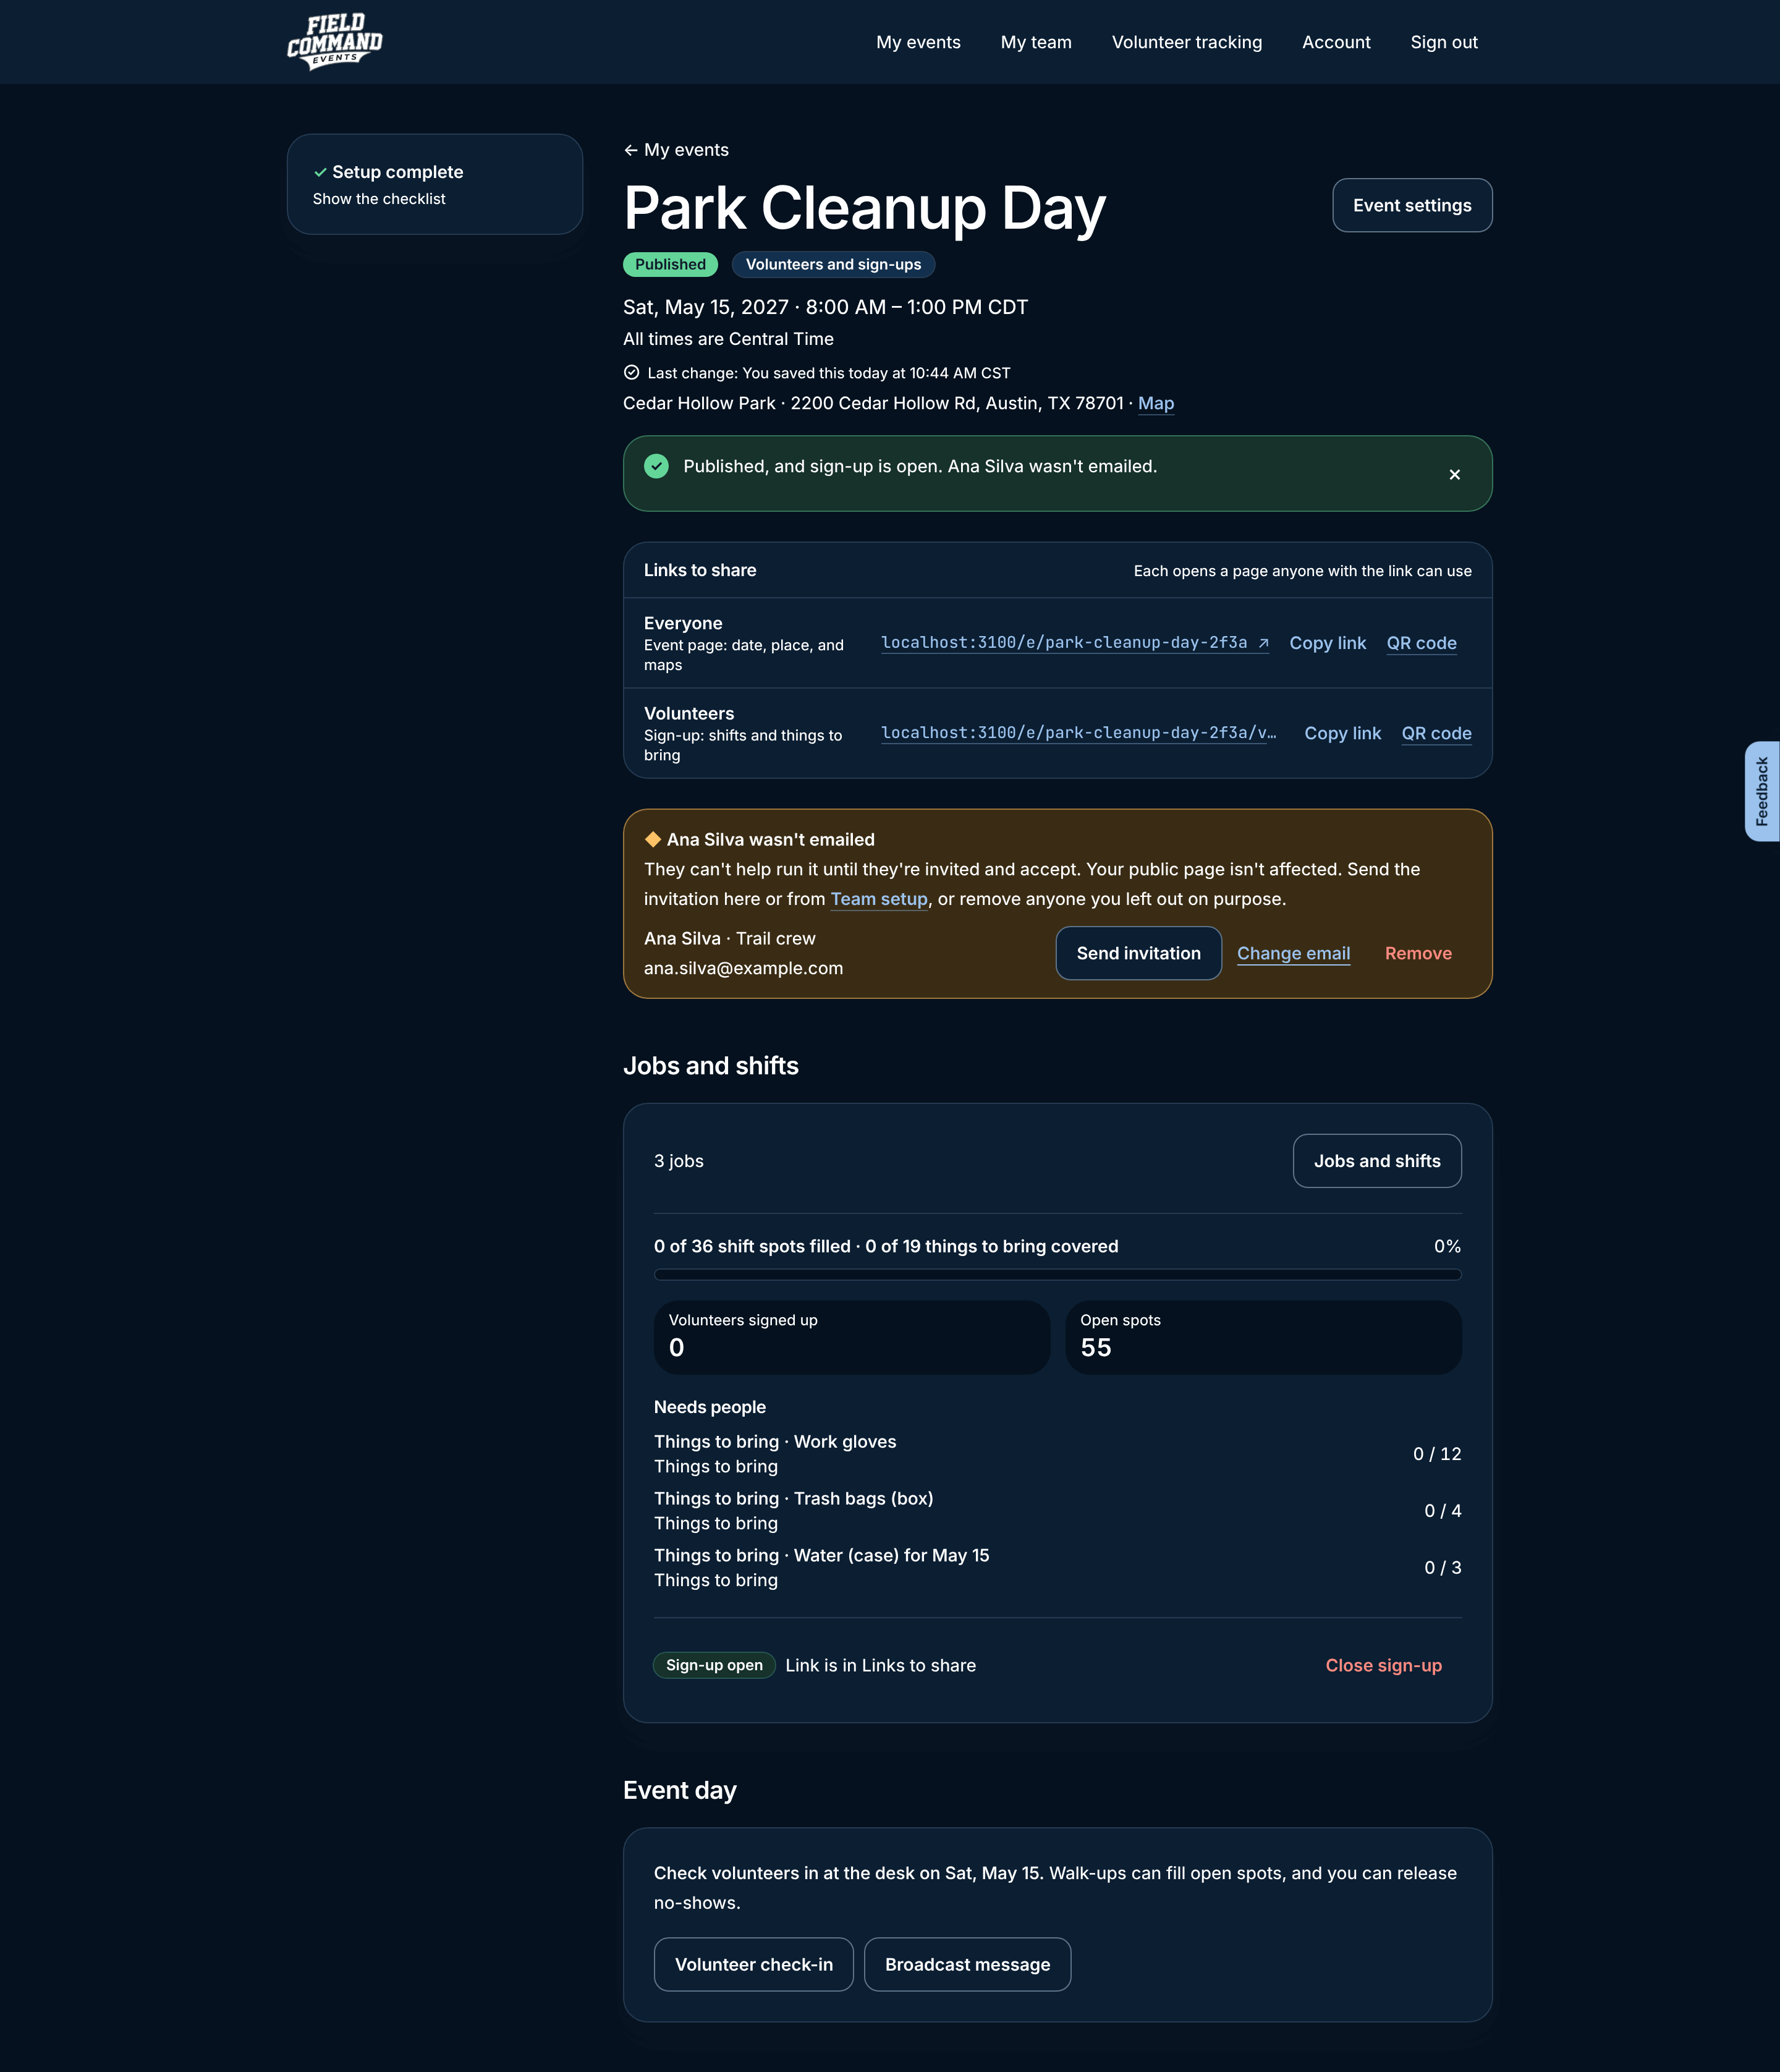 FIELD
COMMAND
EVENTS
My events
My team
Volunteer tracking
Account
Sign out
✓ Setup complete
Show the checklist
← My events
Park Cleanup Day
Event settings
Published
Volunteers and sign-ups
Sat, May 15, 2027 · 8:00 AM – 1:00 PM CDT
All times are Central Time
Last change: You saved this today at 10:44 AM CST
Cedar Hollow Park · 2200 Cedar Hollow Rd, Austin, TX 78701 · Map
Published, and sign-up is open. Ana Silva wasn't emailed.
×
Links to share
Each opens a page anyone with the link can use
Everyone
Event page: date, place, and
maps
localhost:3100/e/park-cleanup-day-2f3a ↗
Copy link
QR code
Volunteers
Sign-up: shifts and things to
bring
localhost:3100/e/park-cleanup-day-2f3a/v…
Copy link
QR code
Feedback
◆ Ana Silva wasn't emailed
They can't help run it until they're invited and accept. Your public page isn't affected. Send the
invitation here or from Team setup, or remove anyone you left out on purpose.
Ana Silva · Trail crew
ana.silva@example.com
Send invitation
Change email
Remove
Jobs and shifts
3 jobs
Jobs and shifts
0 of 36 shift spots filled · 0 of 19 things to bring covered
0%
Volunteers signed up
0
Open spots
55
Needs people
Things to bring · Work gloves
Things to bring
0 / 12
Things to bring · Trash bags (box)
Things to bring
0 / 4
Things to bring · Water (case) for May 15
Things to bring
0 / 3
Sign-up open
Link is in Links to share
Close sign-up
Event day
Check volunteers in at the desk on Sat, May 15. Walk-ups can fill open spots, and you can release
no-shows.
Volunteer check-in
Broadcast message